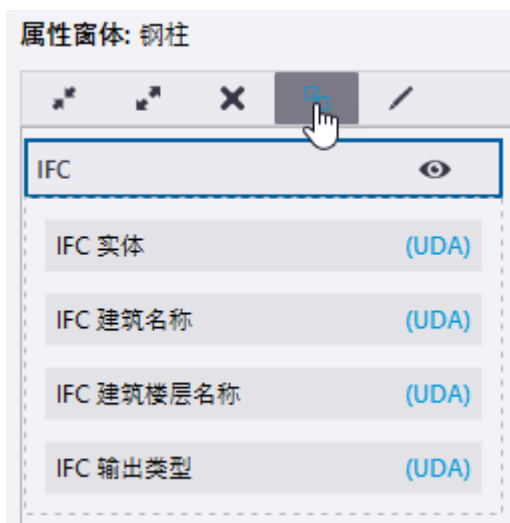 属性窗体: 钢柱
IFC
IFC 实体 (UDA)
IFC 建筑名称 (UDA)
IFC 建筑楼层名称 (UDA)
IFC 输出类型 (UDA)